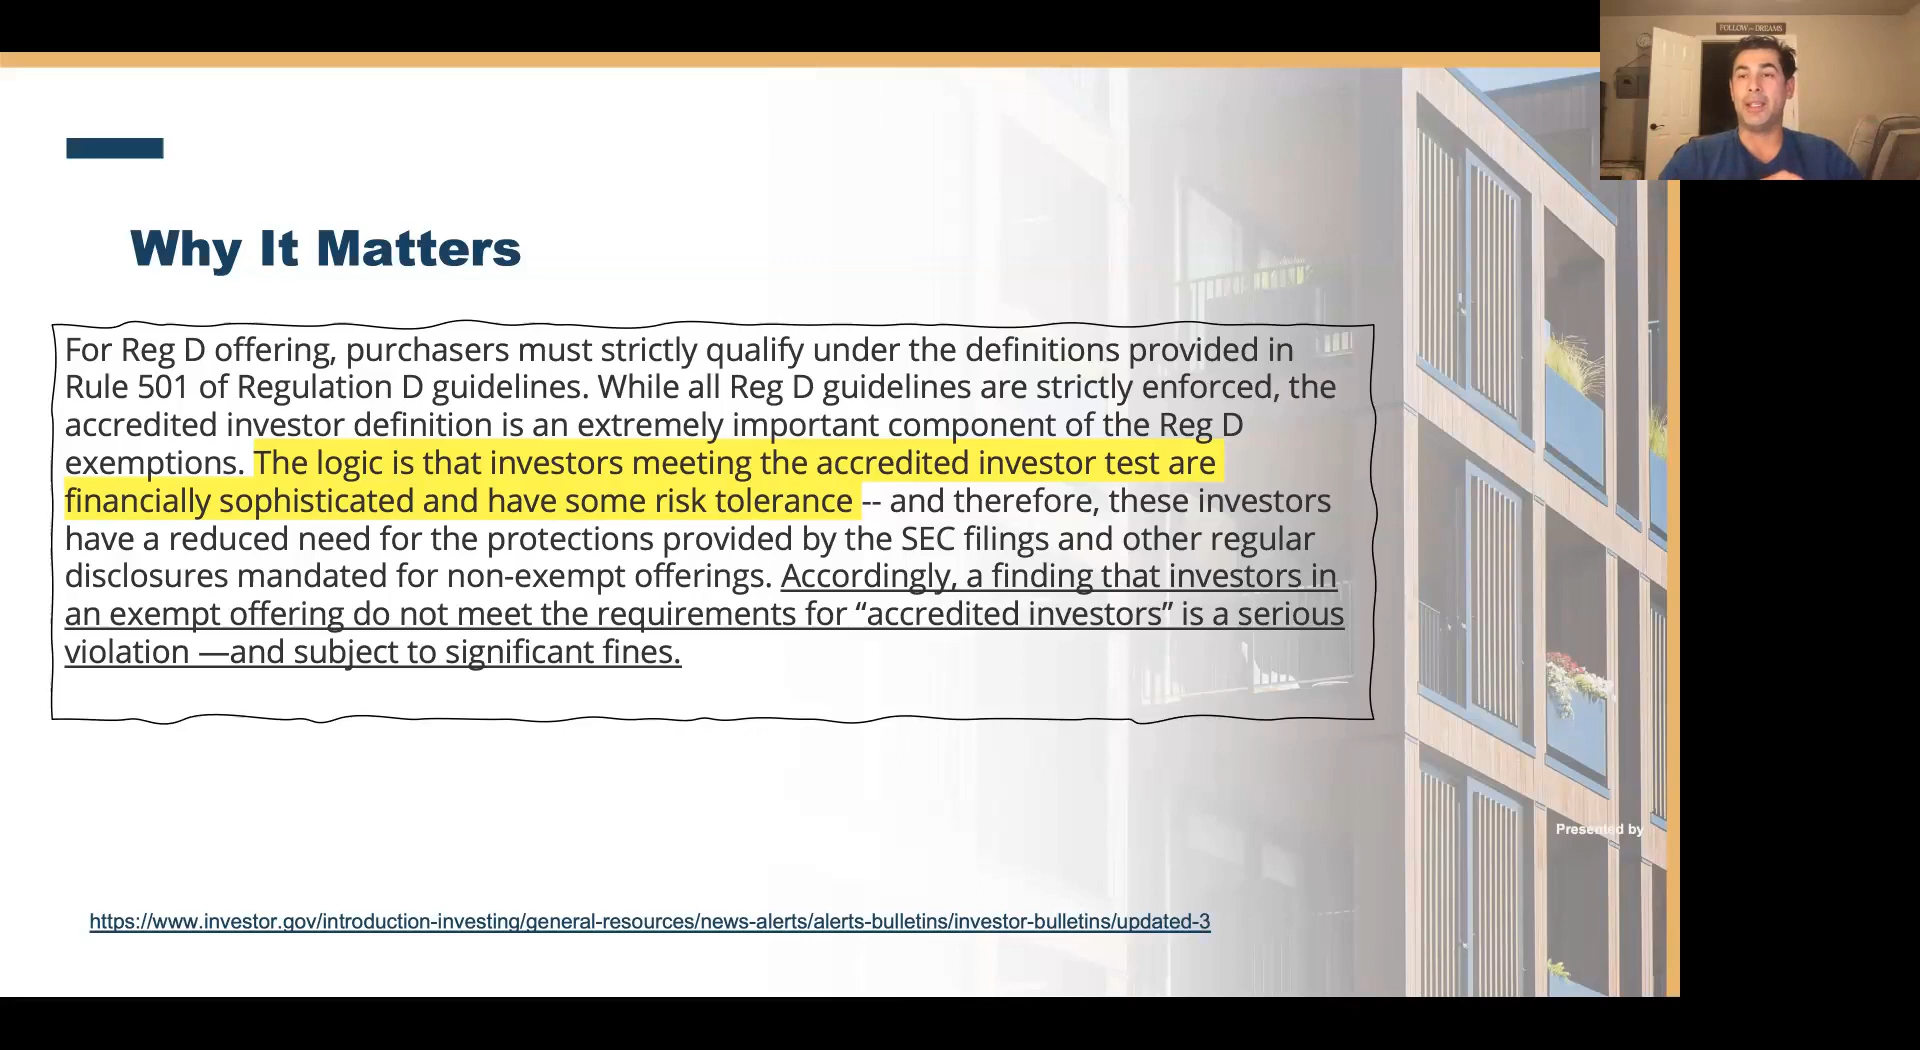 FOLLOW your DREAMS
Why It Matters
For Reg D offering, purchasers must strictly qualify under the definitions provided in
Rule 501 of Regulation D guidelines. While all Reg D guidelines are strictly enforced, the
accredited investor definition is an extremely important component of the Reg D
exemptions. The logic is that investors meeting the accredited investor test are
financially sophisticated and have some risk tolerance -- and therefore, these investors
have a reduced need for the protections provided by the SEC filings and other regular
disclosures mandated for non-exempt offerings. Accordingly, a finding that investors in
an exempt offering do not meet the requirements for “accredited investors” is a serious
violation —and subject to significant fines.
Presented by
https://www.investor.gov/introduction-investing/general-resources/news-alerts/alerts-bulletins/investor-bulletins/updated-3